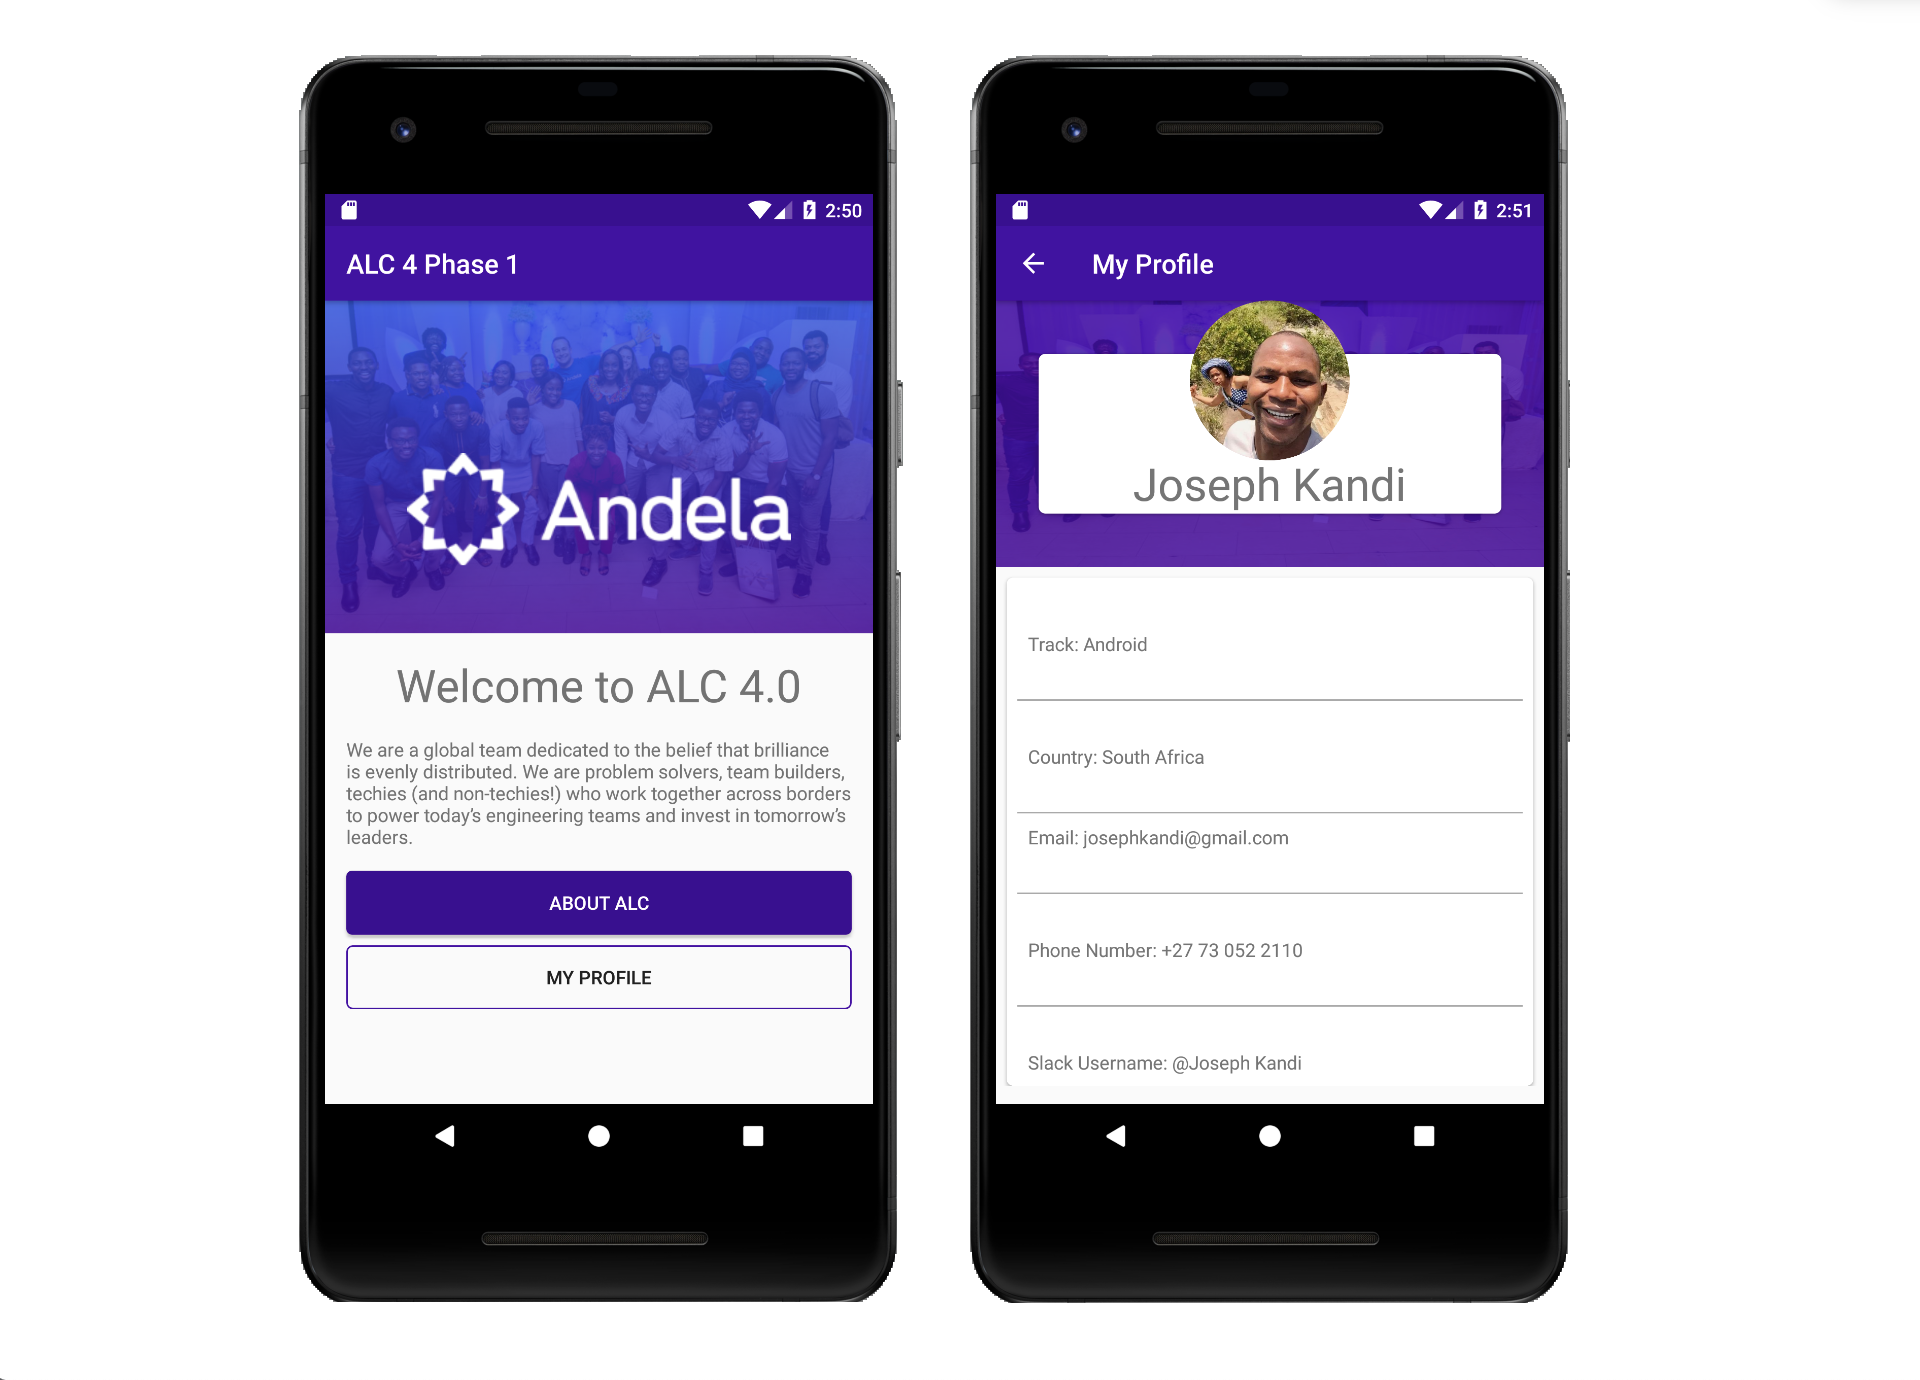 2:50
ALC 4 Phase 1
Andela
Welcome to ALC 4.0
We are a global team dedicated to the belief that brilliance
is evenly distributed. We are problem solvers, team builders,
techies (and non-techies!) who work together across borders
to power today’s engineering teams and invest in tomorrow’s
leaders.
ABOUT ALC
MY PROFILE
2:51
My Profile
Joseph Kandi
Track: Android
Country: South Africa
Email: josephkandi@gmail.com
Phone Number: +27 73 052 2110
Slack Username: @Joseph Kandi